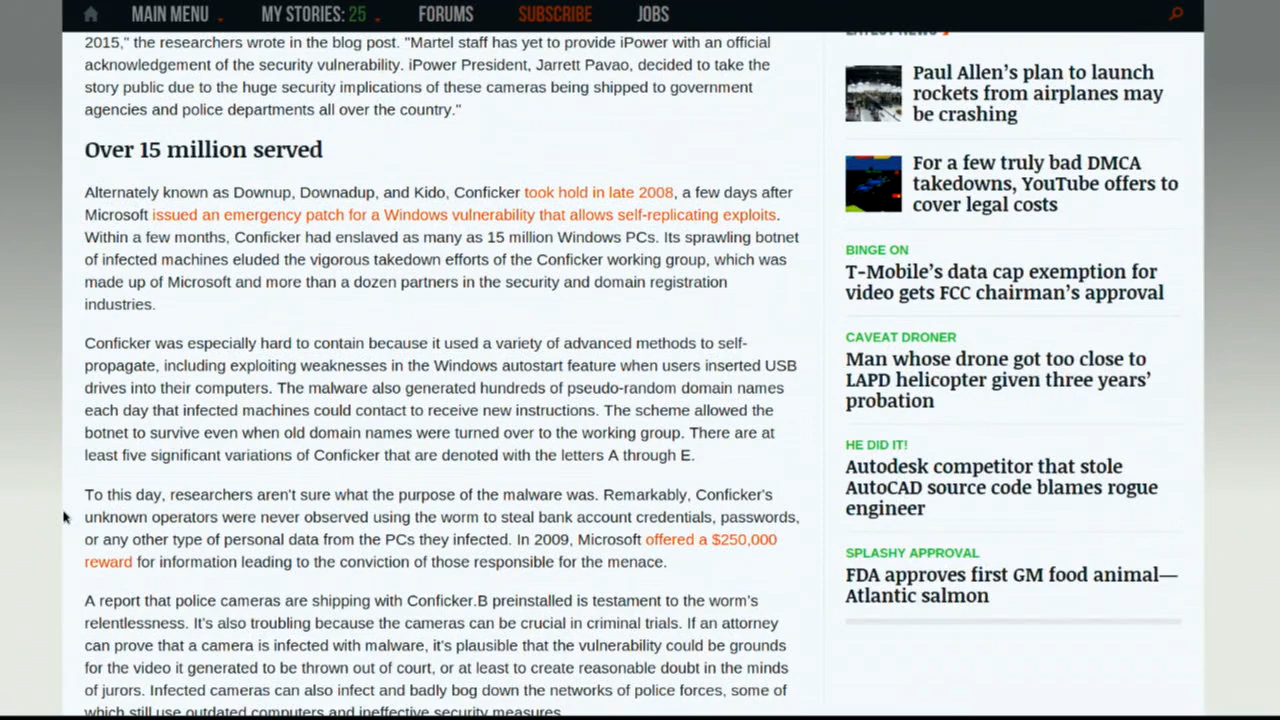 MAIN MENU
MY STORIES: 25
FORUMS
SUBSCRIBE
JOBS
2015," the researchers wrote in the blog post. "Martel staff has yet to provide iPower with an official
acknowledgement of the security vulnerability. iPower President, Jarrett Pavao, decided to take the
story public due to the huge security implications of these cameras being shipped to government
agencies and police departments all over the country."
Over 15 million served
Alternately known as Downup, Downadup, and Kido, Conficker took hold in late 2008, a few days after
Microsoft issued an emergency patch for a Windows vulnerability that allows self-replicating exploits.
Within a few months, Conficker had enslaved as many as 15 million Windows PCs. Its sprawling botnet
of infected machines eluded the vigorous takedown efforts of the Conficker working group, which was
made up of Microsoft and more than a dozen partners in the security and domain registration
industries.
Conficker was especially hard to contain because it used a variety of advanced methods to self-
propagate, including exploiting weaknesses in the Windows autostart feature when users inserted USB
drives into their computers. The malware also generated hundreds of pseudo-random domain names
each day that infected machines could contact to receive new instructions. The scheme allowed the
botnet to survive even when old domain names were turned over to the working group. There are at
least five significant variations of Conficker that are denoted with the letters A through E.
To this day, researchers aren't sure what the purpose of the malware was. Remarkably, Conficker's
unknown operators were never observed using the worm to steal bank account credentials, passwords,
or any other type of personal data from the PCs they infected. In 2009, Microsoft offered a $250,000
reward for information leading to the conviction of those responsible for the menace.
A report that police cameras are shipping with Conficker.B preinstalled is testament to the worm's
relentlessness. It's also troubling because the cameras can be crucial in criminal trials. If an attorney
can prove that a camera is infected with malware, it's plausible that the vulnerability could be grounds
for the video it generated to be thrown out of court, or at least to create reasonable doubt in the minds
of jurors. Infected cameras can also infect and badly bog down the networks of police forces, some of
which still use outdated computers and ineffective security measures.
LATEST NEWS
Paul Allen's plan to launch
rockets from airplanes may
be crashing
For a few truly bad DMCA
takedowns, YouTube offers to
cover legal costs
BINGE ON
T-Mobile's data cap exemption for
video gets FCC chairman's approval
CAVEAT DRONER
Man whose drone got too close to
LAPD helicopter given three years'
probation
HE DID IT!
Autodesk competitor that stole
AutoCAD source code blames rogue
engineer
SPLASHY APPROVAL
FDA approves first GM food animal—
Atlantic salmon